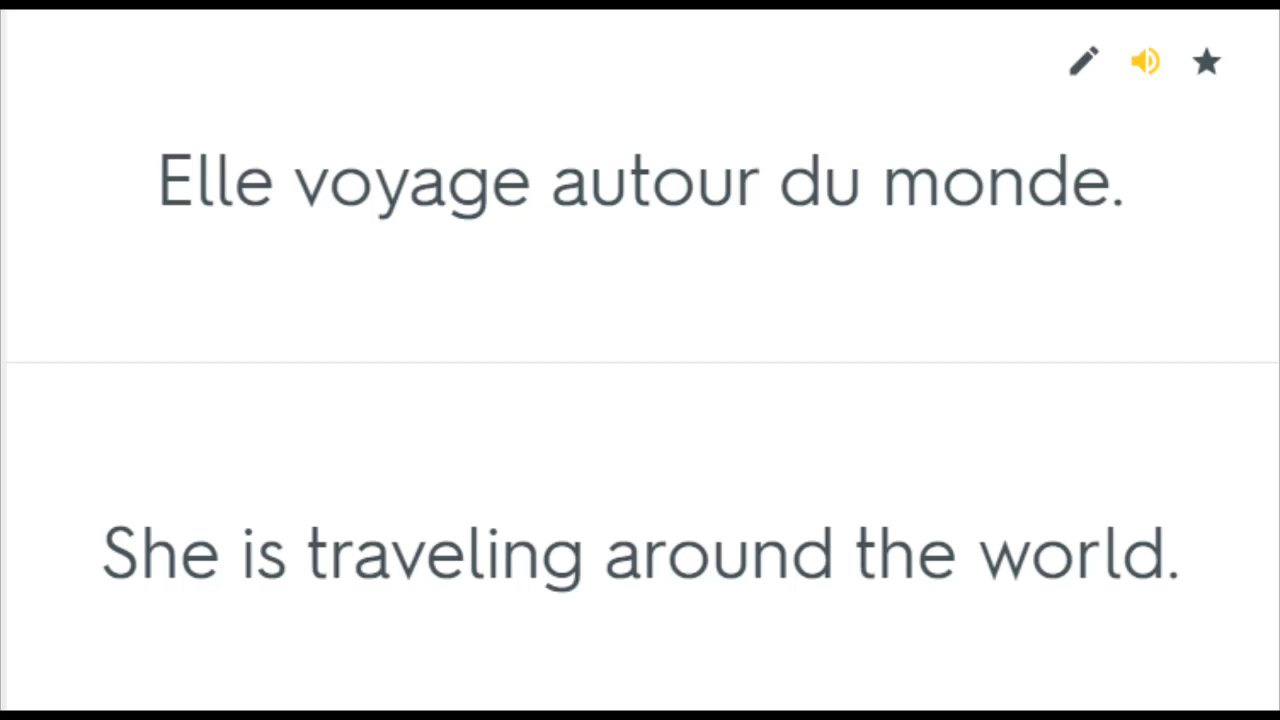 Elle voyage autour du monde.
She is traveling around the world.